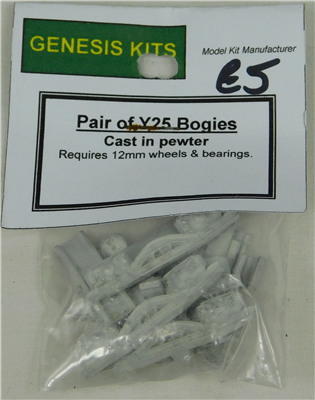 GENESIS KITS
Model Kit Manufacturer
£5
Pair of Y25 Bogies
Cast in pewter
Requires 12mm wheels & bearings.